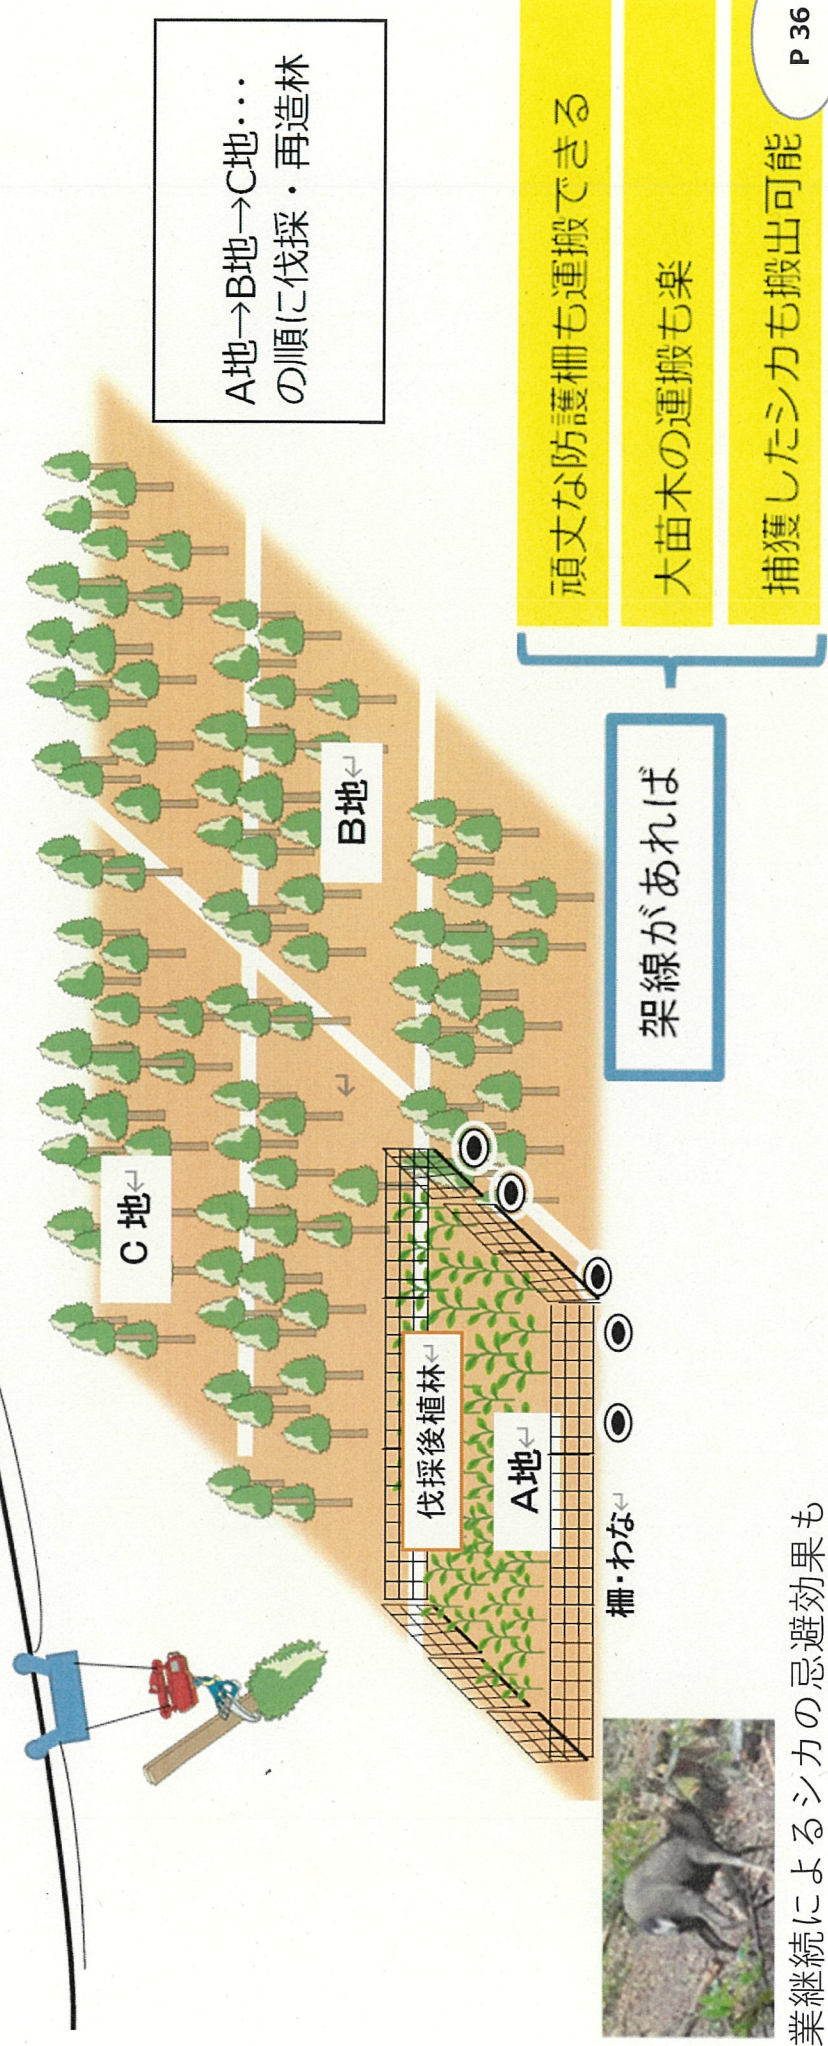 A地→B地→C地・・・
の順に伐採・再造林
C 地↵
B地↵
↵
伐採後植林↵
A地↵
柵・わな↵
架線があれば
頑丈な防護柵も運搬できる
大苗木の運搬も楽
捕獲したシカも搬出可能
P 36
業継続によるシカの忌避効果も